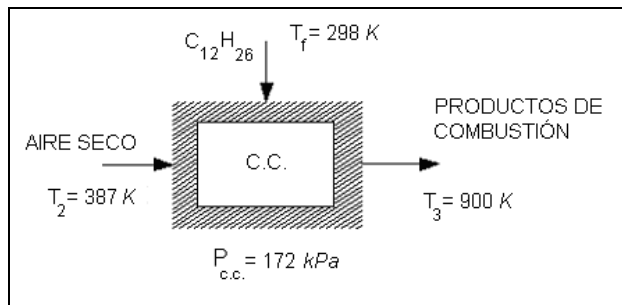 C12H26
Tf= 298 K
AIRE SECO
T2= 387 K
C.C.
PRODUCTOS DE
COMBUSTIÓN
T3= 900 K
Pc.c.= 172 kPa